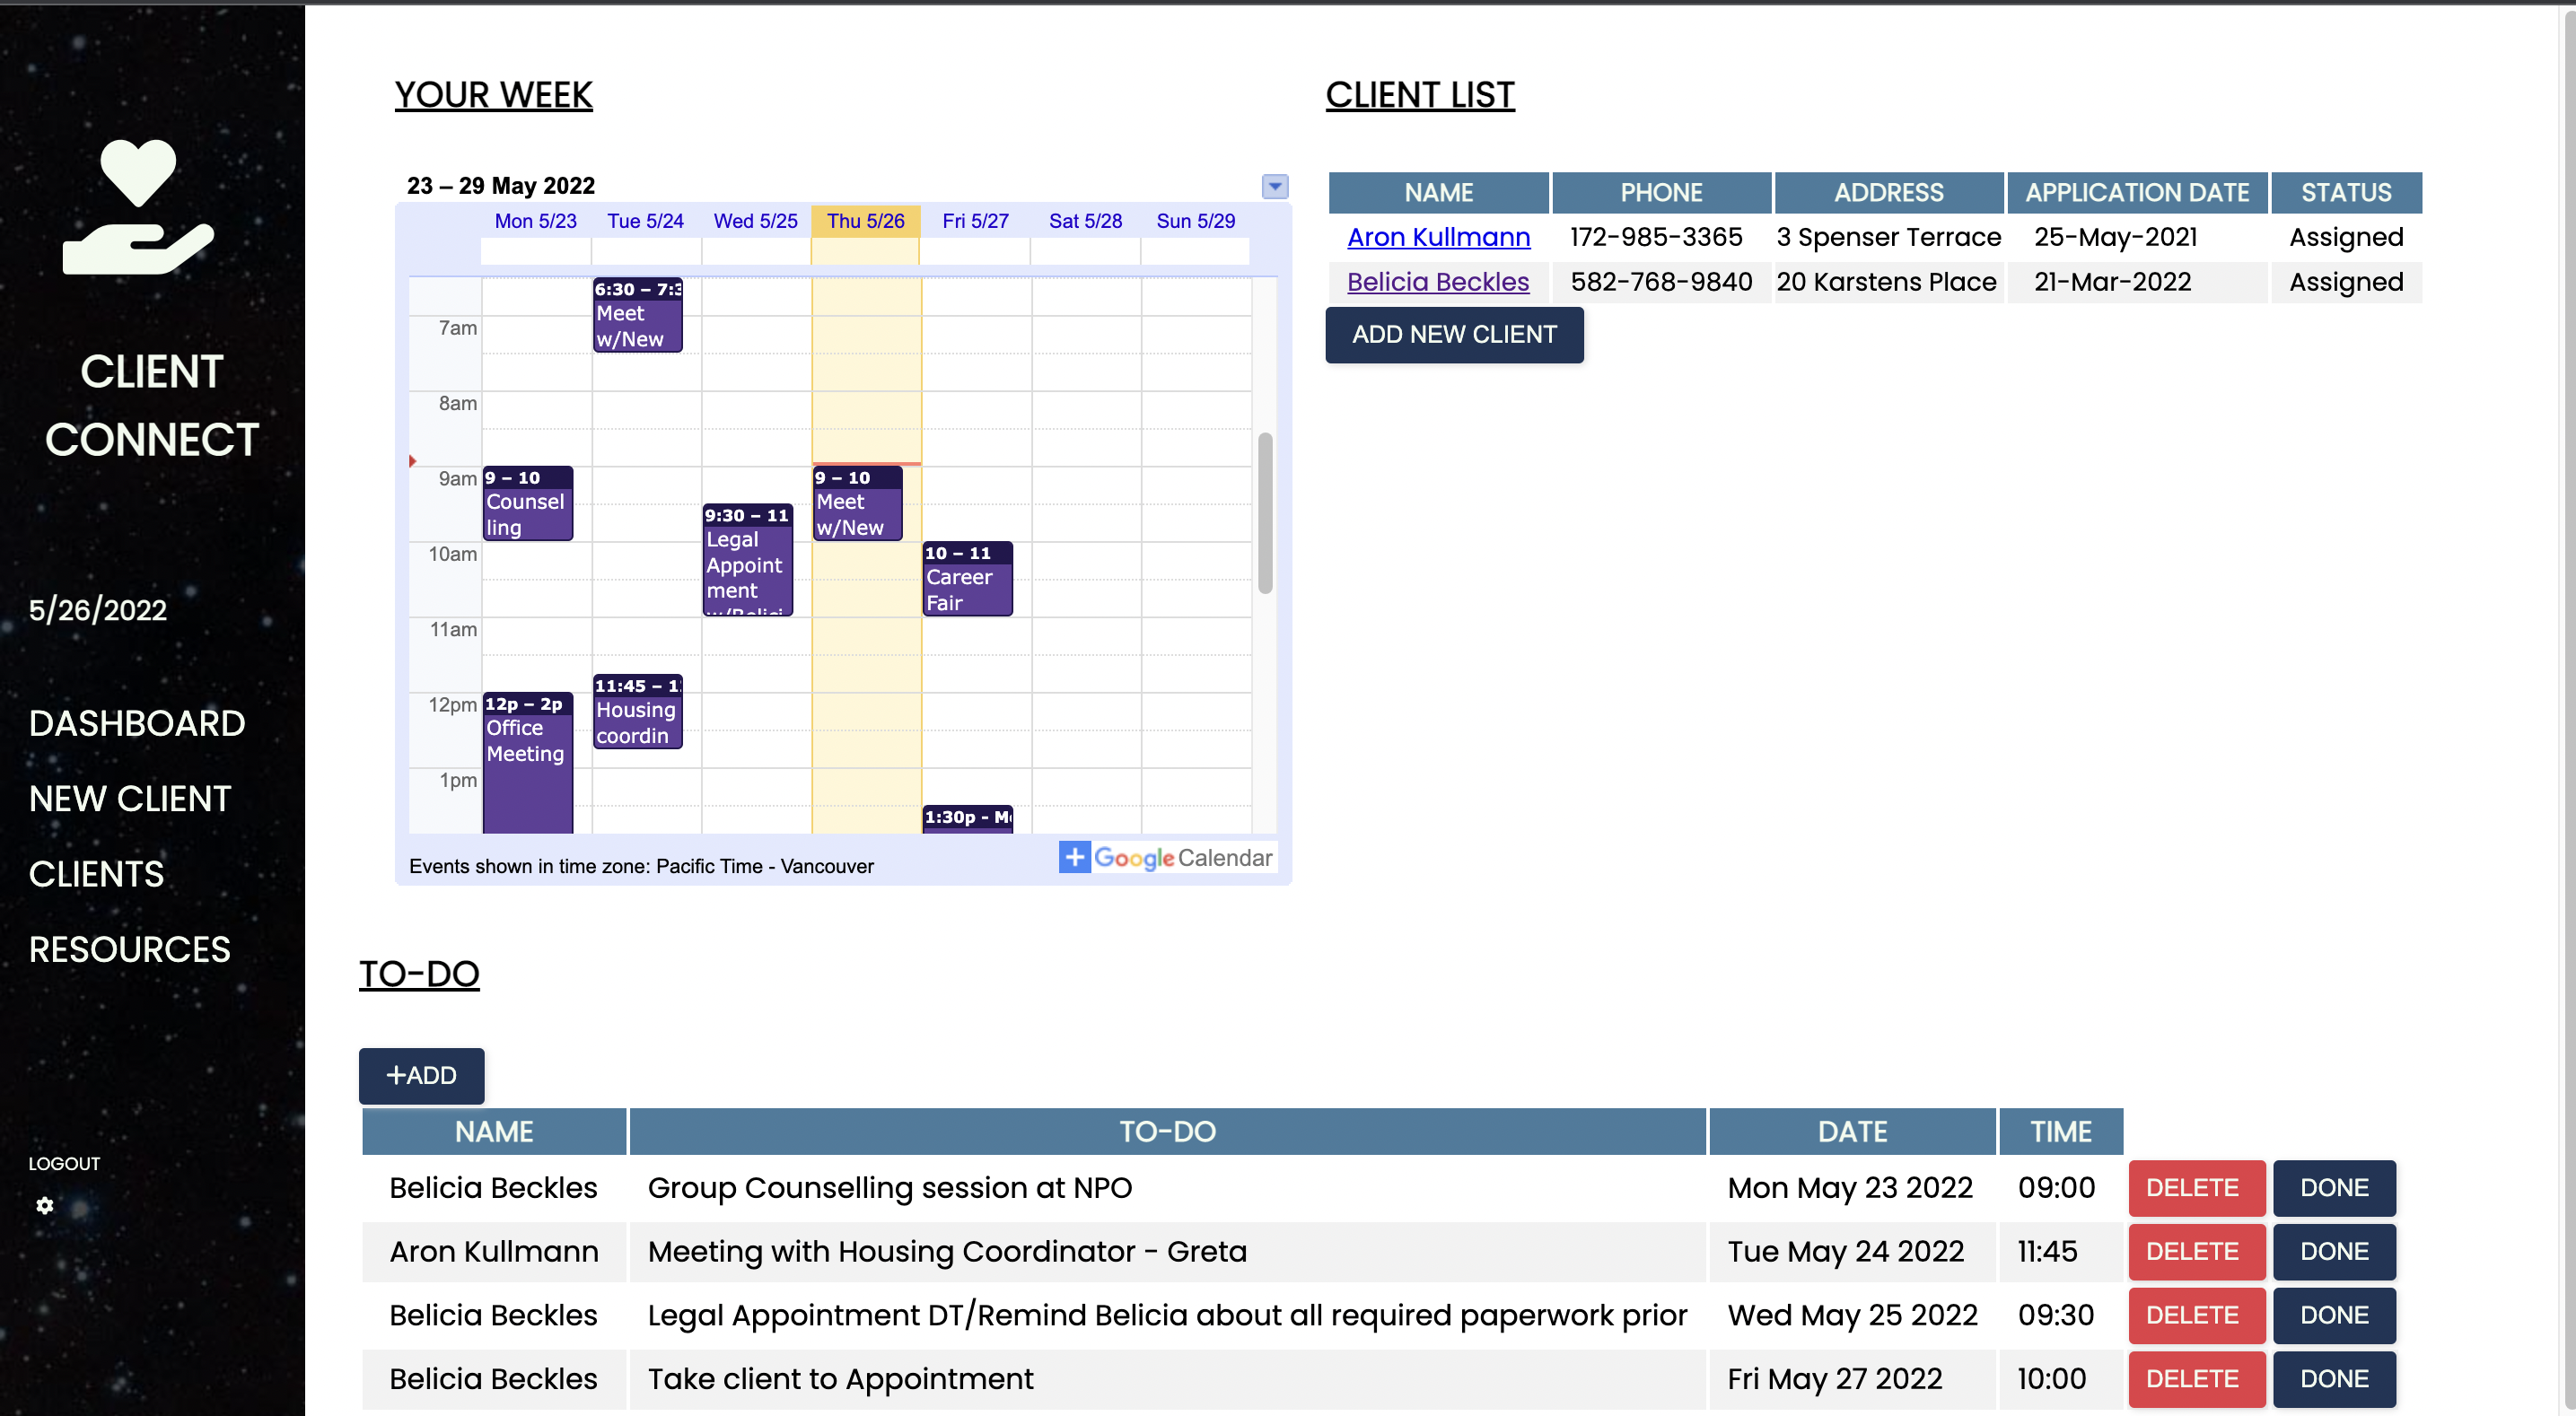 CLIENT
CONNECT
5/26/2022
DASHBOARD
NEW CLIENT
CLIENTS
RESOURCES
LOGOUT
YOUR WEEK
23 – 29 May 2022
Mon 5/23 Tue 5/24 Wed 5/25 Thu 5/26 Fri 5/27 Sat 5/28 Sun 5/29
7am
8am
9am
10am
11am
12pm
1pm
9 – 10
Counsel
ling
12p – 2p
Office
Meeting
6:30 –
Meet
w/New
11:45 –
Housing
coordin
9:30 – 11
Legal
Appoint
ment
9 – 10
Meet
w/New
10 – 11
Career
Fair
1:30p -
Events shown in time zone: Pacific Time - Vancouver
+ Google Calendar
CLIENT LIST
NAME PHONE ADDRESS APPLICATION DATE STATUS
Aron Kullmann 172-985-3365 3 Spenser Terrace 25-May-2021 Assigned
Belicia Beckles 582-768-9840 20 Karstens Place 21-Mar-2022 Assigned
ADD NEW CLIENT
TO-DO
+ADD
NAME TO-DO DATE TIME
Belicia Beckles Group Counselling session at NPO Mon May 23 2022 09:00 DELETE DONE
Aron Kullmann Meeting with Housing Coordinator - Greta Tue May 24 2022 11:45 DELETE DONE
Belicia Beckles Legal Appointment DT/Remind Belicia about all required paperwork prior Wed May 25 2022 09:30 DELETE DONE
Belicia Beckles Take client to Appointment Fri May 27 2022 10:00 DELETE DONE